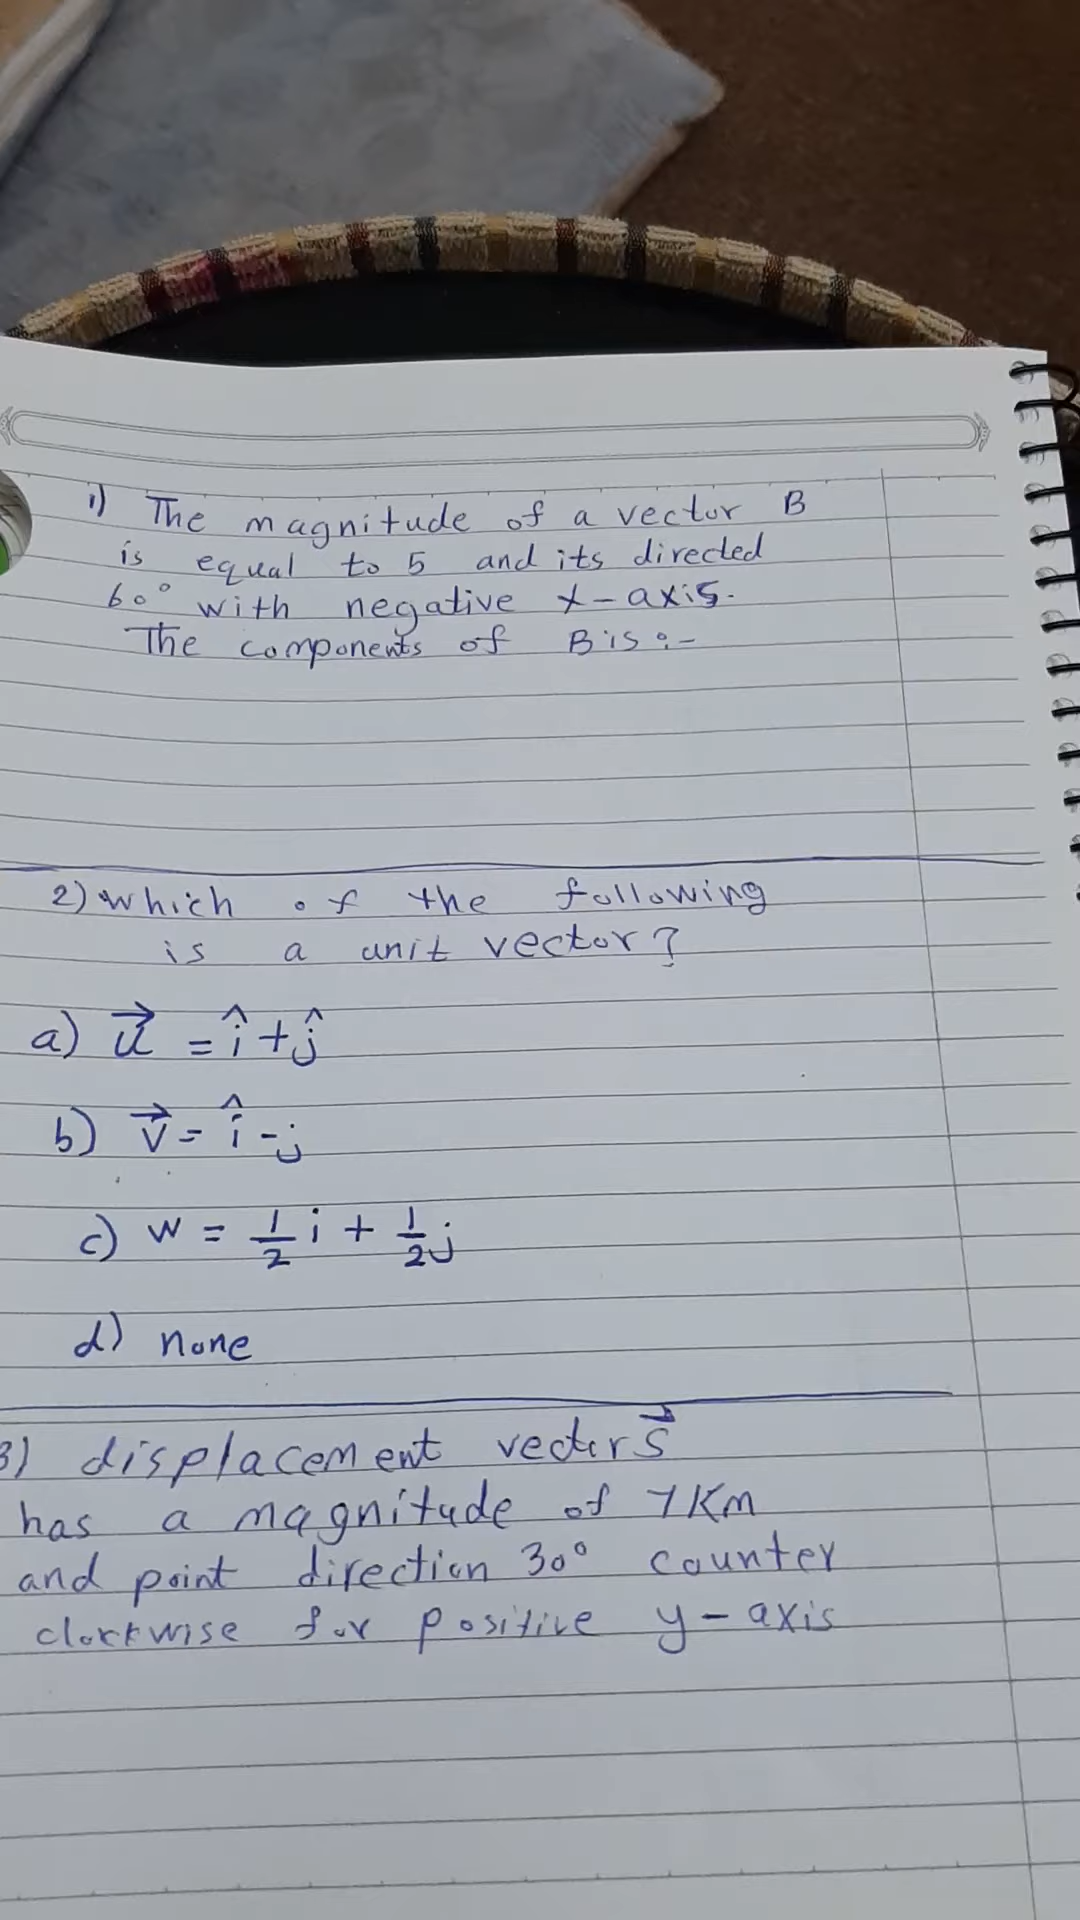 1) The magnitude of a vector B
is equal to 5 and its directed
60° with negative x-axis.
The components of B is :-
2) which of the following
is a unit vector?
a) u⃗ = î + ĵ
b) v⃗ = î - j
c) w = 1/2 i + 1/2 j
d) none
3) displacement vector s⃗
has a magnitude of 7 Km
and point direction 30° counter
clockwise for positive y-axis